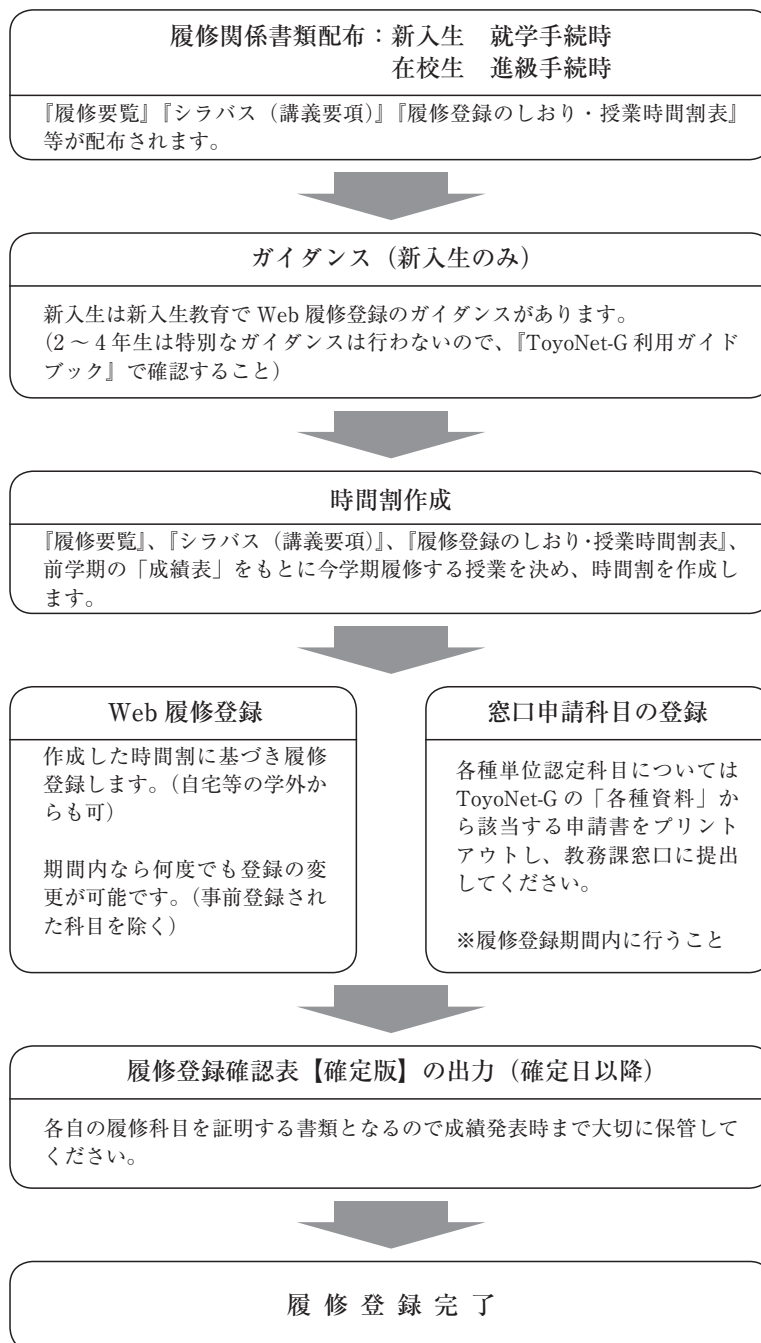 履修関係書類配布：新入生　就学手続時
在校生　進級手続時
『履修要覧』『シラバス（講義要項）』『履修登録のしおり・授業時間割表』
等が配布されます。
ガイダンス（新入生のみ）
新入生は新入生教育で Web 履修登録のガイダンスがあります。
（2～4年生は特別なガイダンスは行わないので、『ToyoNet-G 利用ガイド
ブック』で確認すること）
時間割作成
『履修要覧』、『シラバス（講義要項）』、『履修登録のしおり・授業時間割表』、
前学期の「成績表」をもとに今学期履修する授業を決め、時間割を作成し
ます。
Web 履修登録
作成した時間割に基づき履修
登録します。（自宅等の学外か
らも可）
期間内なら何度でも登録の変
更が可能です。（事前登録され
た科目を除く）
窓口申請科目の登録
各種単位認定科目については
ToyoNet-G の「各種資料」か
ら該当する申請書をプリント
アウトし、教務課窓口に提出
してください。
※履修登録期間内に行うこと
履修登録確認表【確定版】の出力（確定日以降）
各自の履修科目を証明する書類となるので成績発表時まで大切に保管して
ください。
履 修 登 録 完 了